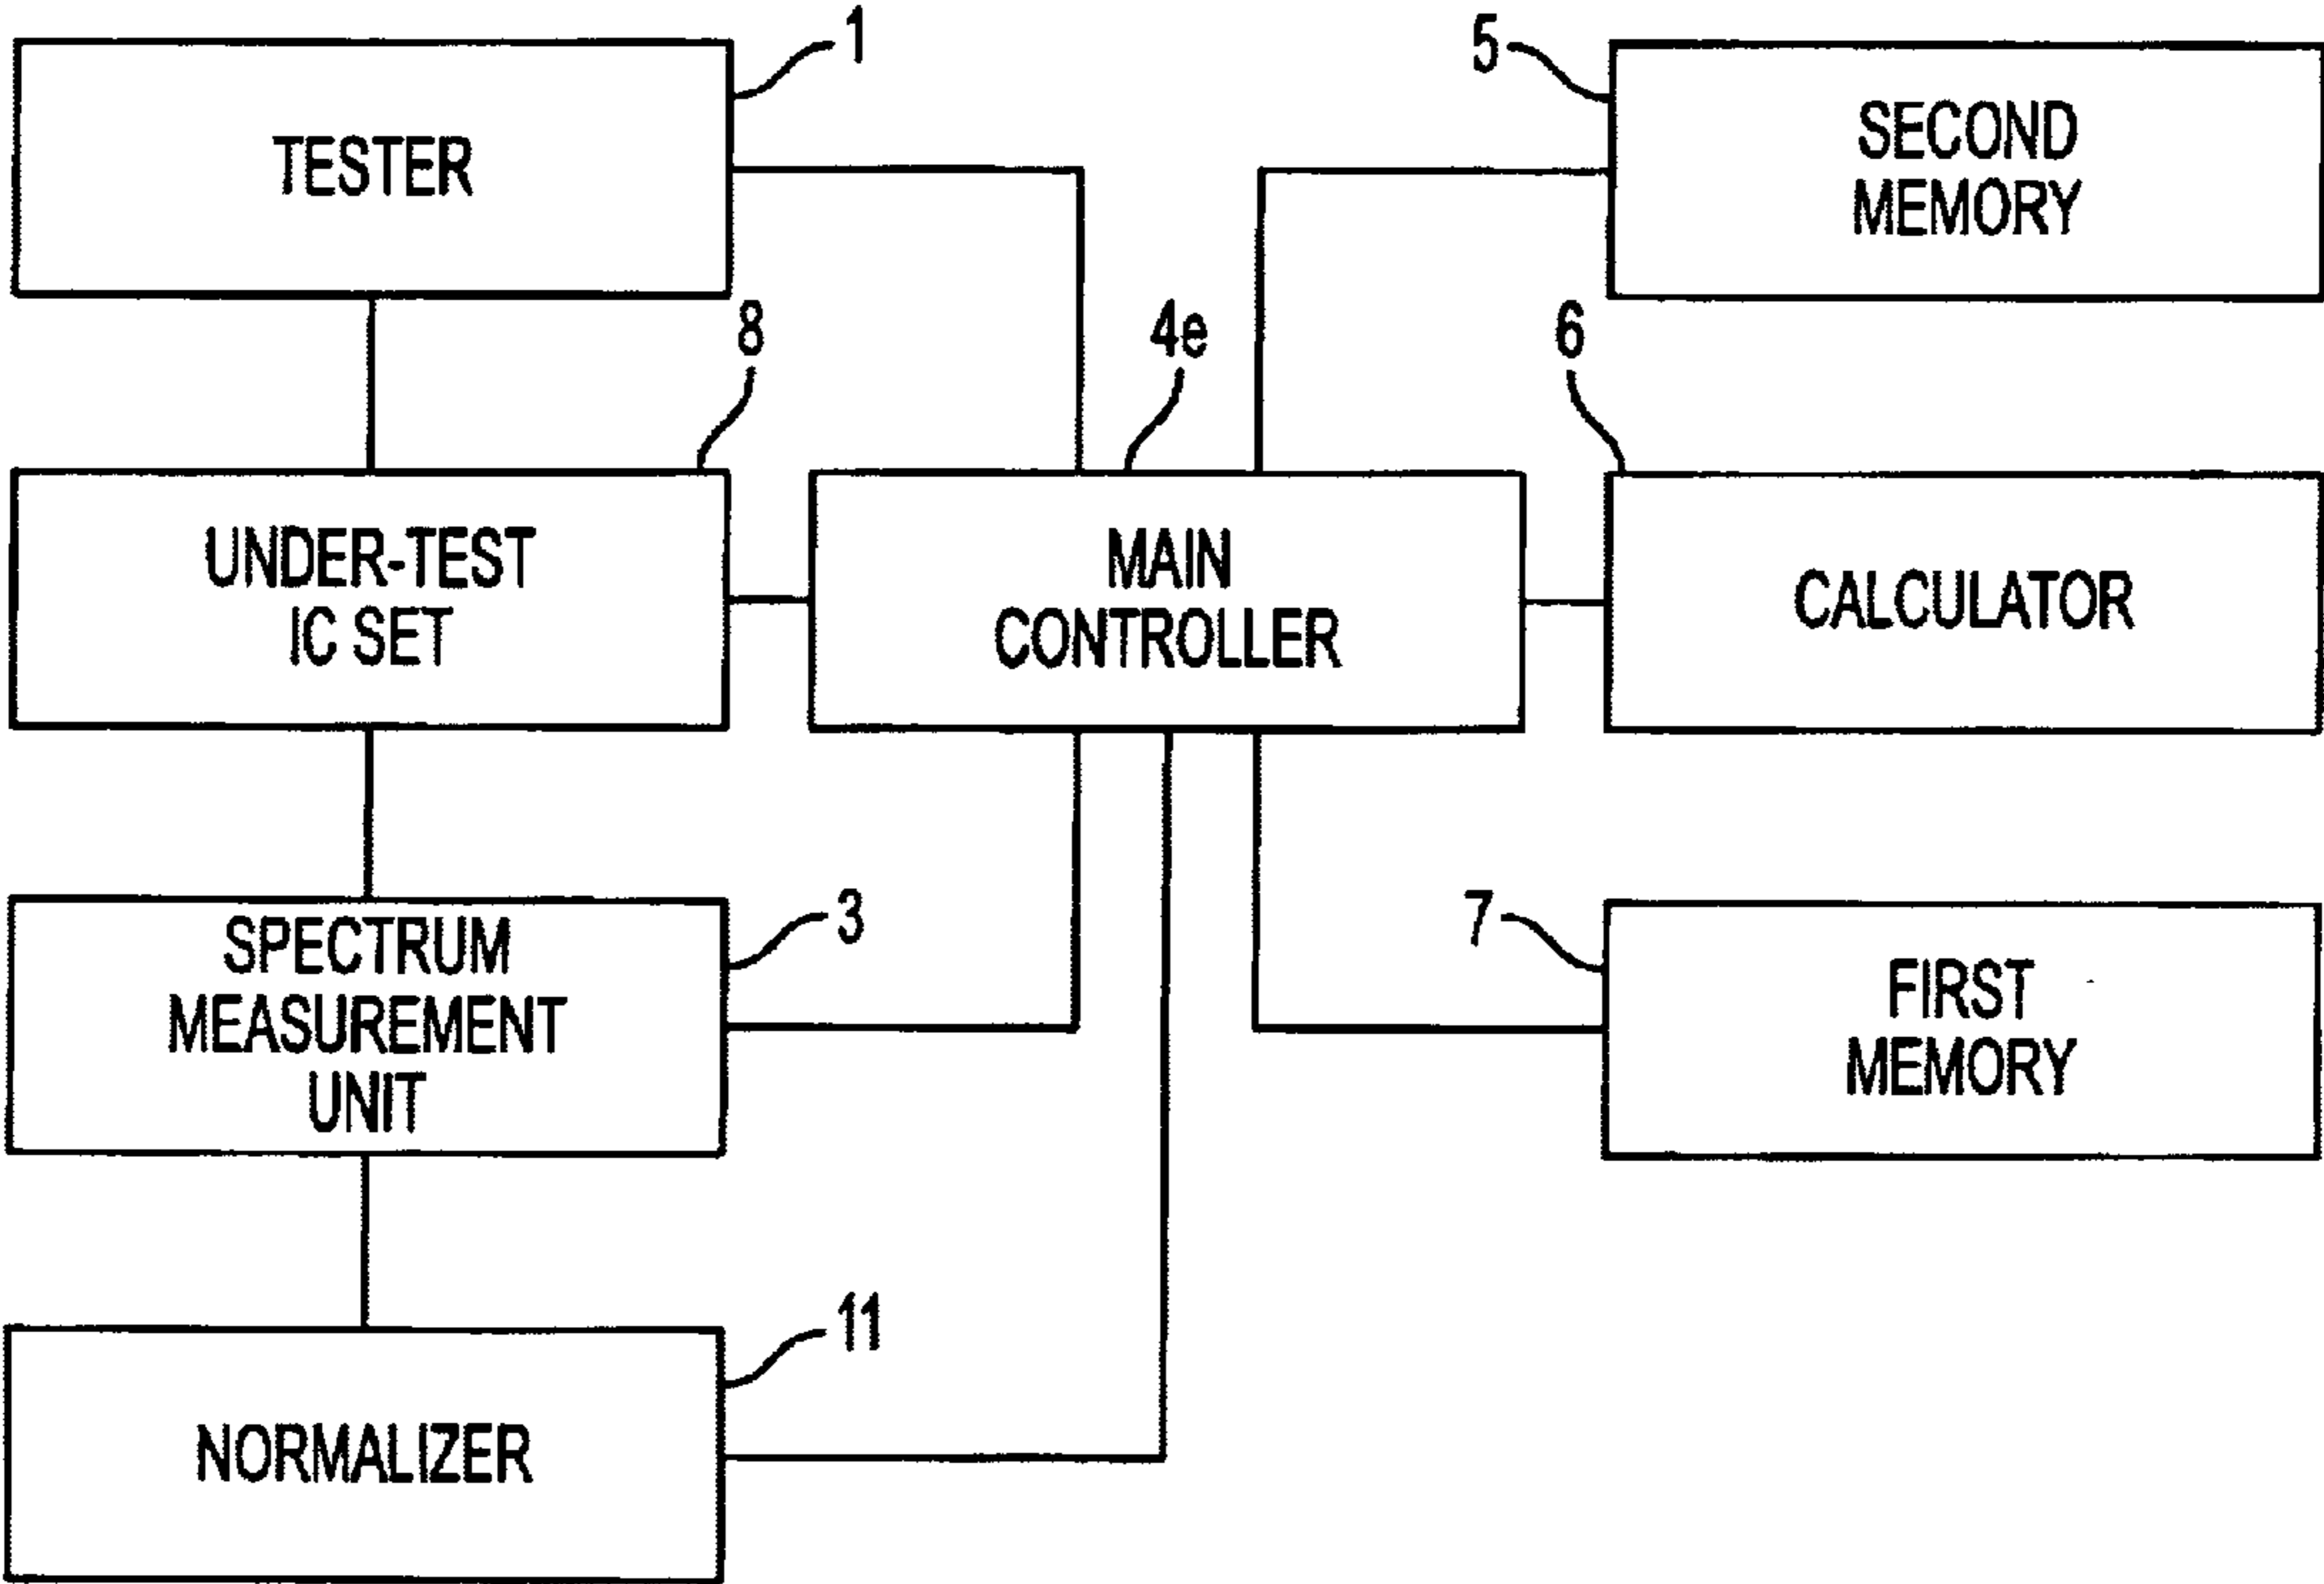 1
TESTER
5
SECOND
MEMORY
8
UNDER-TEST
IC SET
4e
MAIN
CONTROLLER
6
CALCULATOR
3
SPECTRUM
MEASUREMENT
UNIT
7
FIRST
MEMORY
11
NORMALIZER